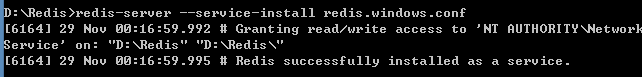 D:\Redis>redis-server --service-install redis.windows.conf
[6164] 29 Nov 00:16:59.992 # Granting read/write access to 'NT AUTHORITY\Network
Service' on: "D:\Redis" "D:\Redis\"
[6164] 29 Nov 00:16:59.995 # Redis successfully installed as a service.